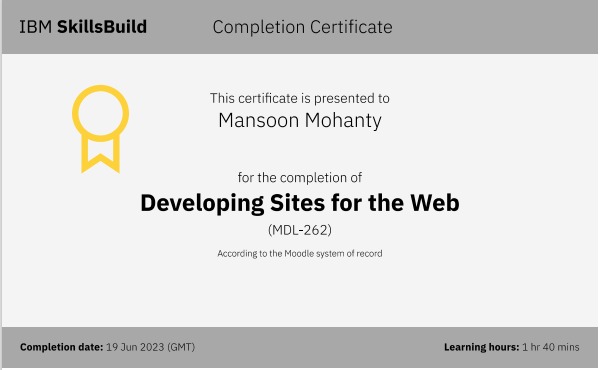 IBM SkillsBuild
Completion Certificate
This certificate is presented to
Mansoon Mohanty
for the completion of
Developing Sites for the Web
(MDL-262)
According to the Moodle system of record
Completion date: 19 Jun 2023 (GMT)
Learning hours: 1 hr 40 mins